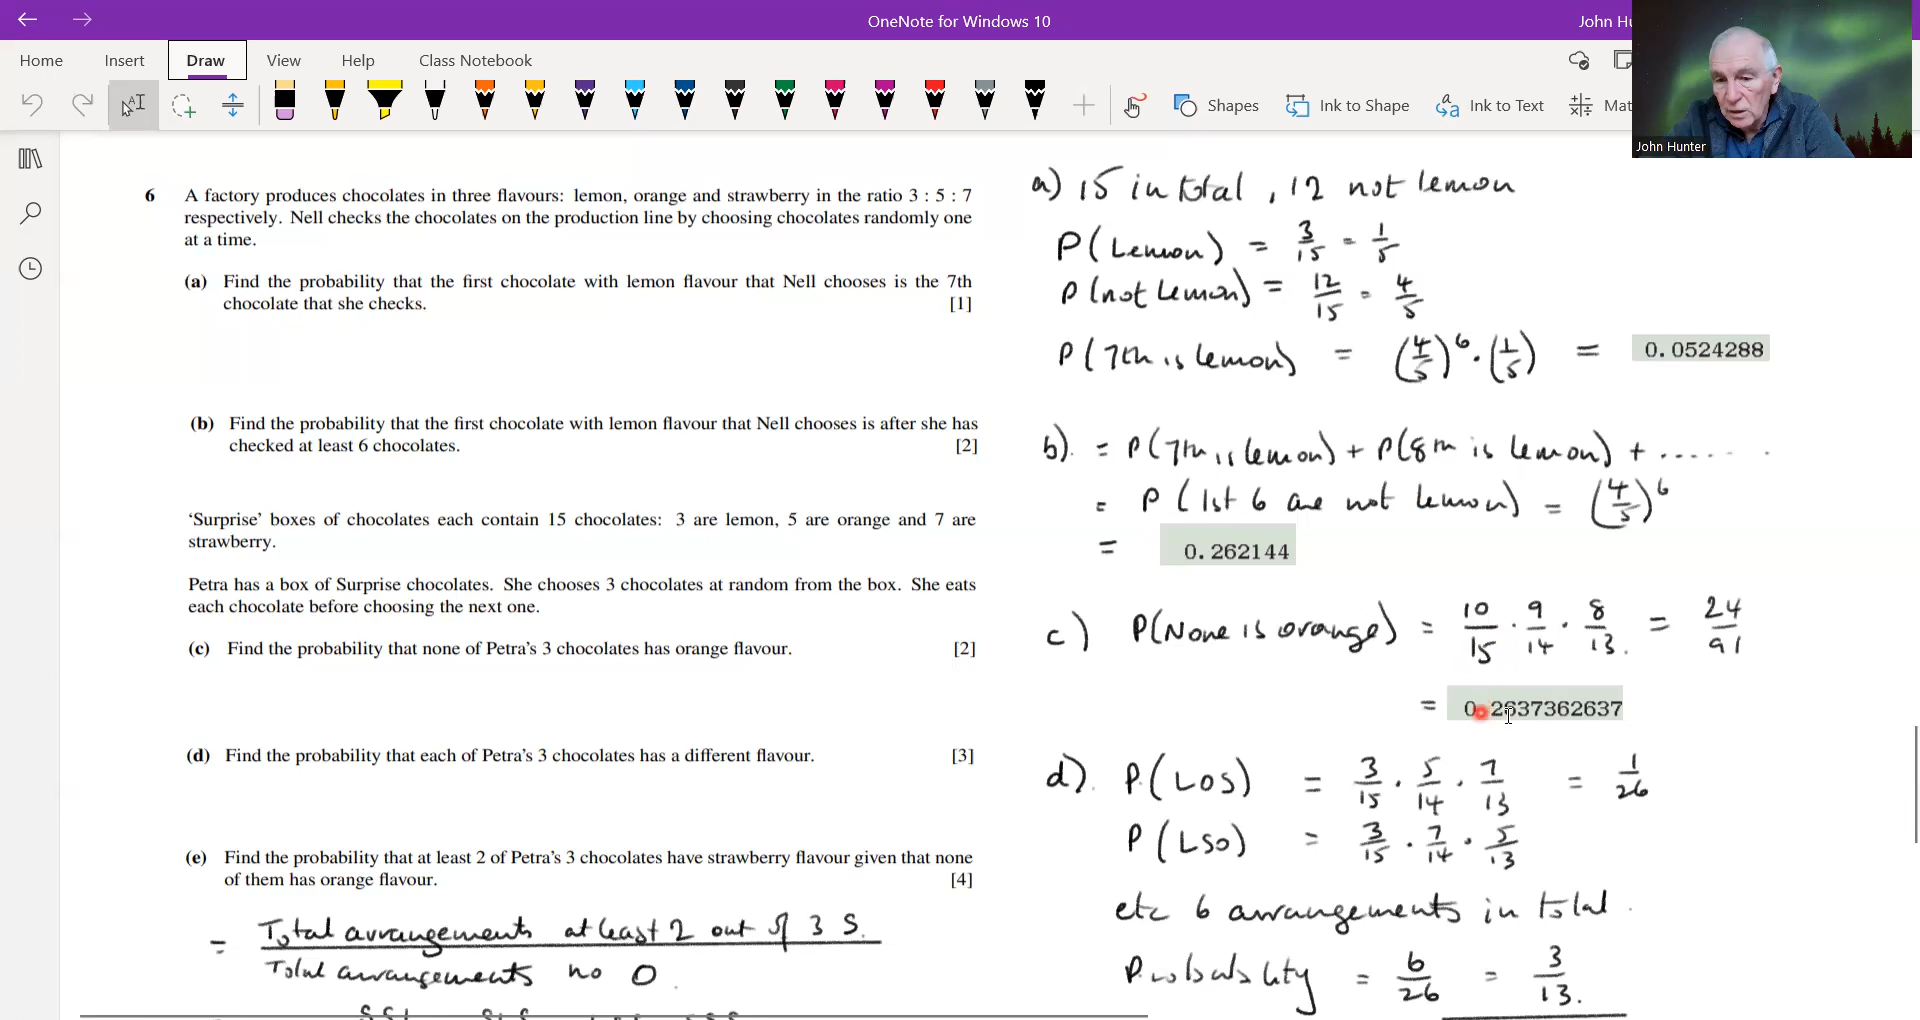 OneNote for Windows 10
John Hu
Home Insert Draw View Help Class Notebook
Shapes Ink to Shape Ink to Text Mat
John Hunter
6 A factory produces chocolates in three flavours: lemon, orange and strawberry in the ratio 3 : 5 : 7
respectively. Nell checks the chocolates on the production line by choosing chocolates randomly one
at a time.
(a) Find the probability that the first chocolate with lemon flavour that Nell chooses is the 7th
chocolate that she checks. [1]
(b) Find the probability that the first chocolate with lemon flavour that Nell chooses is after she has
checked at least 6 chocolates. [2]
‘Surprise’ boxes of chocolates each contain 15 chocolates: 3 are lemon, 5 are orange and 7 are
strawberry.
Petra has a box of Surprise chocolates. She chooses 3 chocolates at random from the box. She eats
each chocolate before choosing the next one.
(c) Find the probability that none of Petra’s 3 chocolates has orange flavour. [2]
(d) Find the probability that each of Petra’s 3 chocolates has a different flavour. [3]
(e) Find the probability that at least 2 of Petra’s 3 chocolates have strawberry flavour given that none
of them has orange flavour. [4]
= Total arrangements at least 2 out of 3 S.
Total arrangements no O.
a) 15 in total, 12 not lemon
P(Lemon) = 3/15 = 1/5
P(not Lemon) = 12/15 = 4/5
P(7th is lemon) = (4/5)^6 · (1/5) = 0.0524288
b). = P(7th is lemon) + P(8th is lemon) + ......
= P(1st 6 are not lemon) = (4/5)^6
= 0.262144
c) P(None is orange) = 10/15 · 9/14 · 8/13. = 24/91
= 0.2637362637
d). P(LOS) = 3/15 · 5/14 · 7/13 = 1/26
P(LSO) = 3/15 · 7/14 · 5/13
etc 6 arrangements in total.
Probability = 6/26 = 3/13.